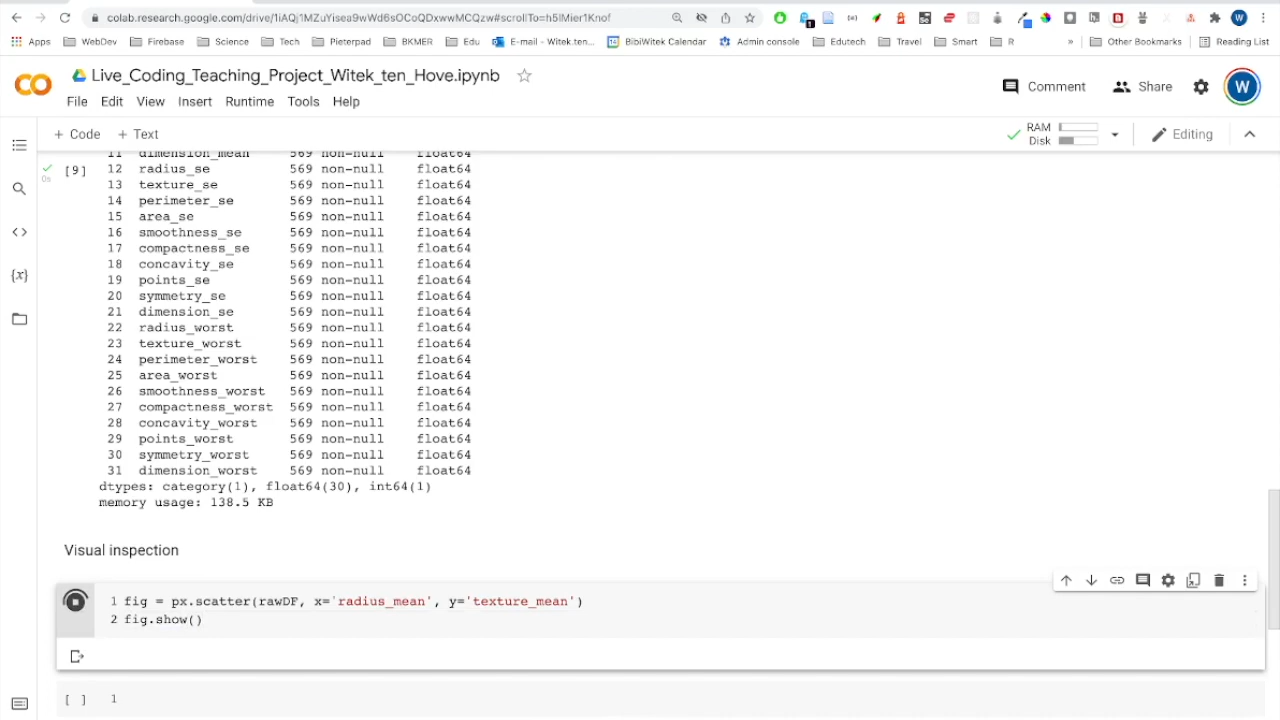 colab.research.google.com/drive/1iAQj1MZuYisea9wWd6sOCoQDxwwMCQzw#scrollTo=h5IMier1Knof
Apps WebDev Firebase Science Tech Pieterpad BKMER Edu E-mail - Witek.ten... BibiWitek Calendar Admin console Edutech Travel Smart R » Other Bookmarks Reading List
CO Live_Coding_Teaching_Project_Witek_ten_Hove.ipynb Comment Share W
File Edit View Insert Runtime Tools Help
+ Code + Text RAM Disk Editing
11 dimension_mean 569 non-null float64
[9] 12 radius_se 569 non-null float64
0s 13 texture_se 569 non-null float64
14 perimeter_se 569 non-null float64
15 area_se 569 non-null float64
16 smoothness_se 569 non-null float64
17 compactness_se 569 non-null float64
18 concavity_se 569 non-null float64
19 points_se 569 non-null float64
20 symmetry_se 569 non-null float64
21 dimension_se 569 non-null float64
22 radius_worst 569 non-null float64
23 texture_worst 569 non-null float64
24 perimeter_worst 569 non-null float64
25 area_worst 569 non-null float64
26 smoothness_worst 569 non-null float64
27 compactness_worst 569 non-null float64
28 concavity_worst 569 non-null float64
29 points_worst 569 non-null float64
30 symmetry_worst 569 non-null float64
31 dimension_worst 569 non-null float64
dtypes: category(1), float64(30), int64(1)
memory usage: 138.5 KB
Visual inspection
1 fig = px.scatter(rawDF, x='radius_mean', y='texture_mean')
2 fig.show()
[ ] 1